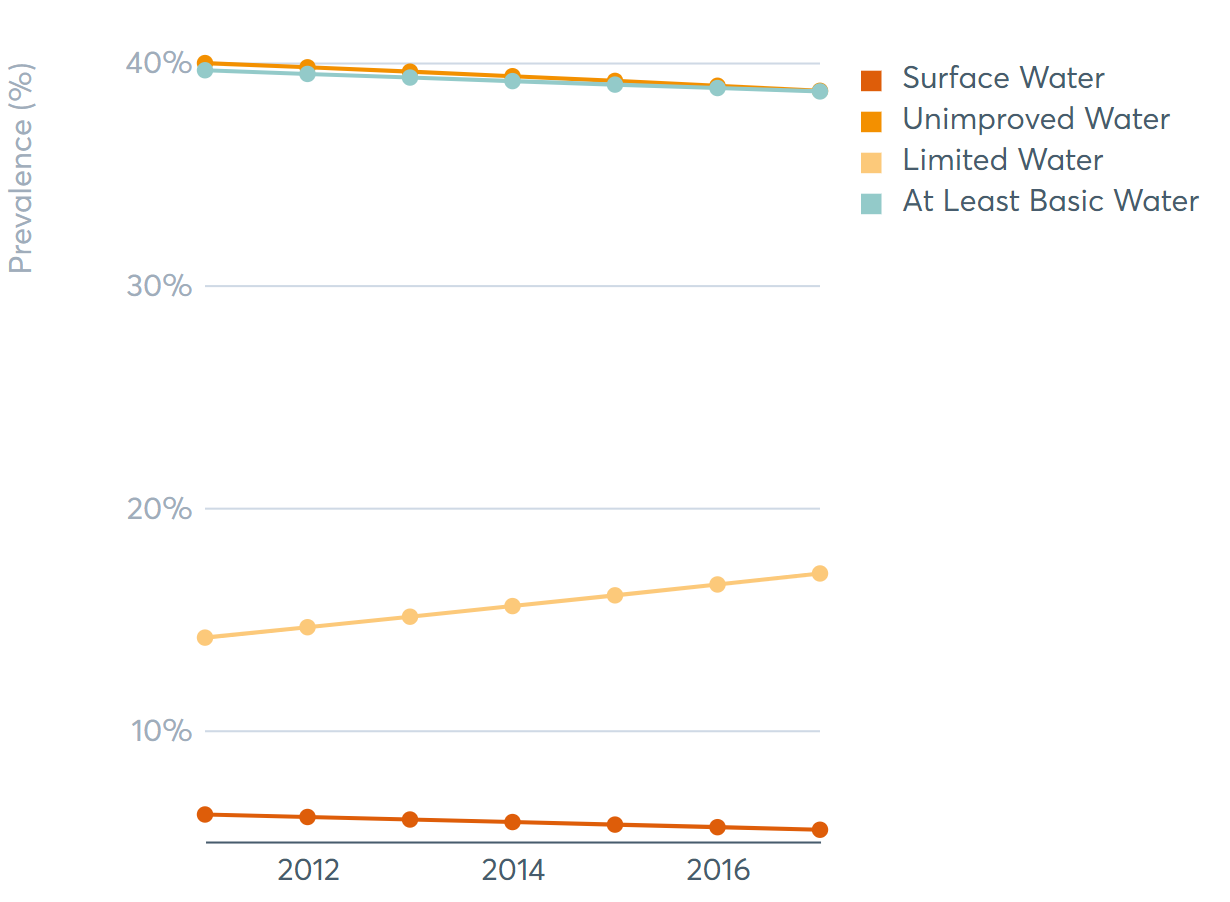 Prevalence (%)
40%
30%
20%
10%
2012
2014
2016
Surface Water
Unimproved Water
Limited Water
At Least Basic Water